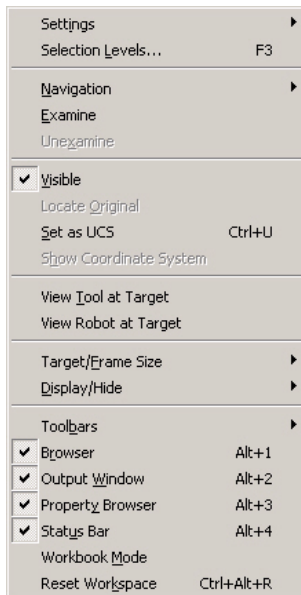 Settings
Selection Levels... F3
Navigation
Examine
Unexamine
Visible
Locate Original
Set as UCS Ctrl+U
Show Coordinate System
View Tool at Target
View Robot at Target
Target/Frame Size
Display/Hide
Toolbars
Browser Alt+1
Output Window Alt+2
Property Browser Alt+3
Status Bar Alt+4
Workbook Mode
Reset Workspace Ctrl+Alt+R